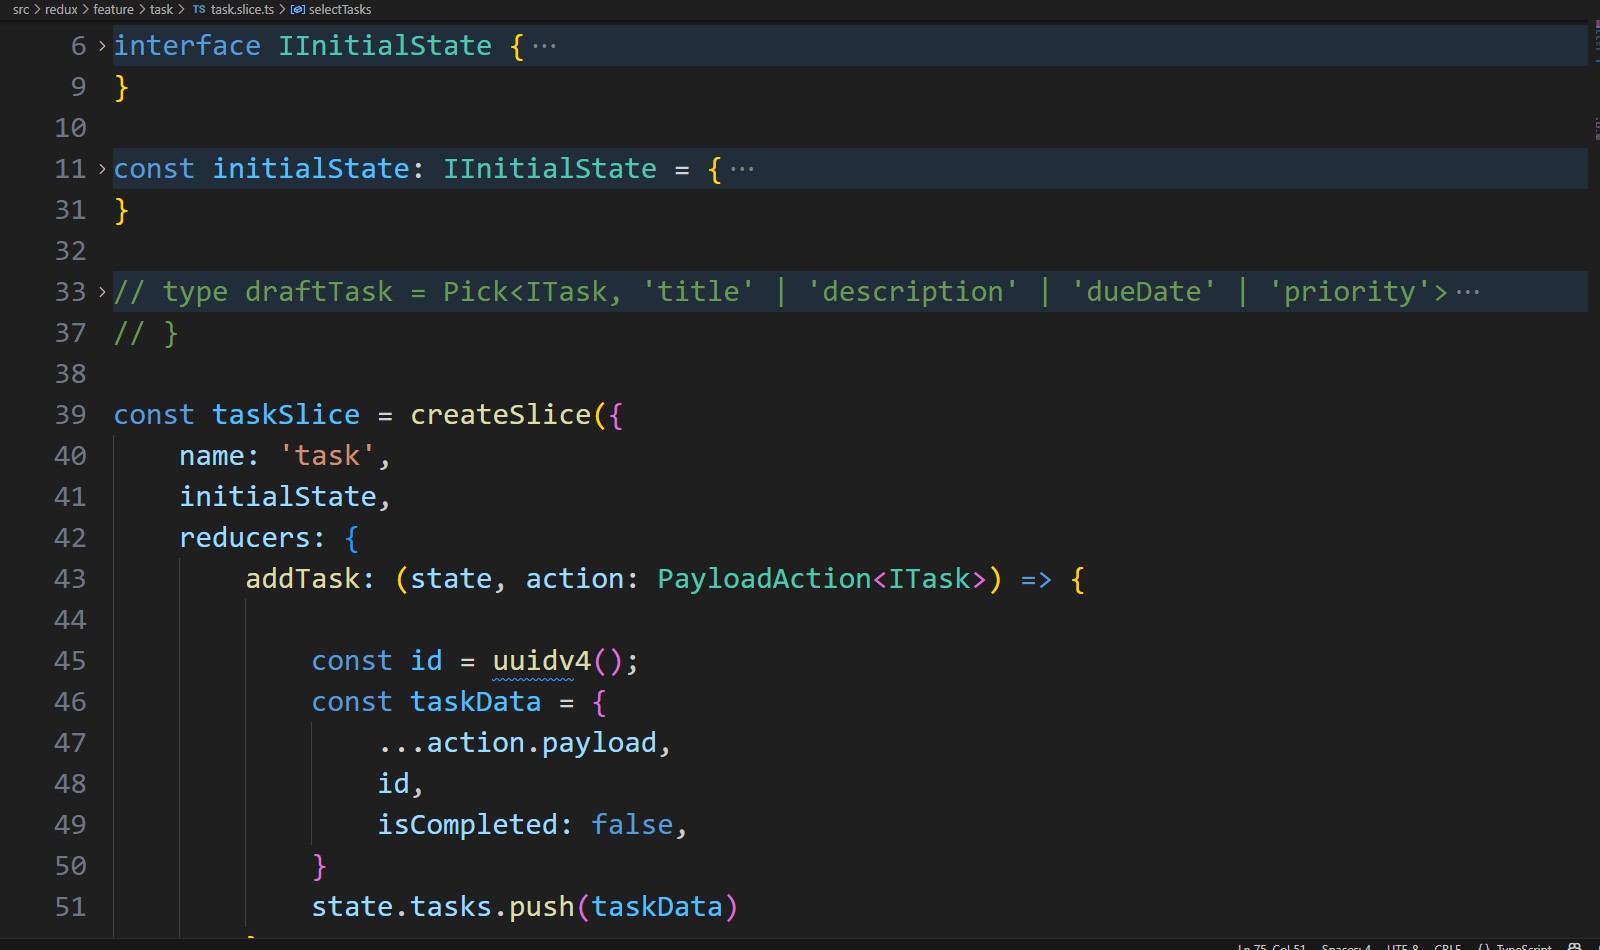 src > redux > feature > task > TS task.slice.ts > selectTasks
6 > interface IInitialState { ···
9 }
10
11 > const initialState: IInitialState = { ···
31 }
32
33 > // type draftTask = Pick<ITask, 'title' | 'description' | 'dueDate' | 'priority'> ···
37 // }
38
39 const taskSlice = createSlice({
40     name: 'task',
41     initialState,
42     reducers: {
43         addTask: (state, action: PayloadAction<ITask>) => {
44
45             const id = uuidv4();
46             const taskData = {
47                 ...action.payload,
48                 id,
49                 isCompleted: false,
50             }
51             state.tasks.push(taskData)
Ln 75, Col 51 Spaces: 4 UTF-8 CRLF {} TypeScript